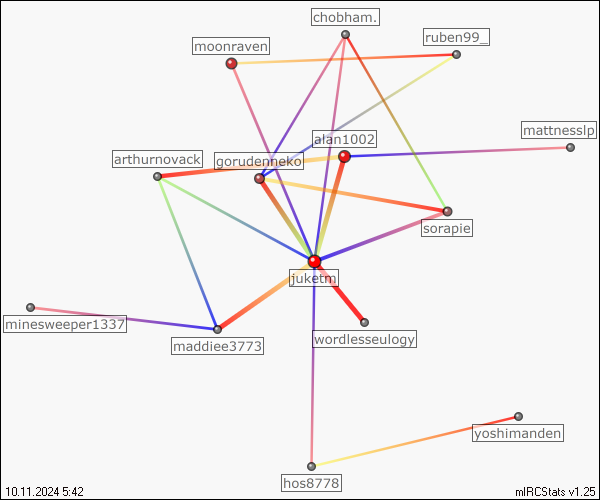 chobham.
ruben99_
moonraven
mattnesslp
alan1002
arthurnovack
gorudenneko
sorapie
juketm
minesweeper1337
wordlesseulogy
maddiee3773
yoshimanden
hos8778
10.11.2024 5:42
mIRCStats v1.25